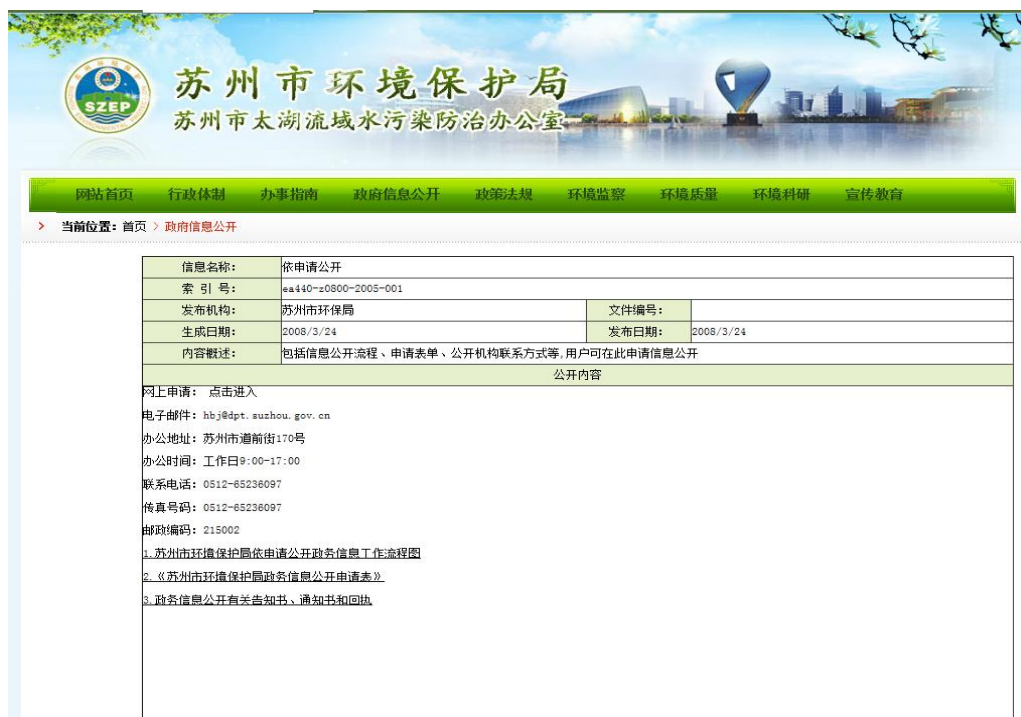 SZEP
苏州市环境保护局
苏州市太湖流域水污染防治办公室
网站首页 行政体制 办事指南 政府信息公开 政策法规 环境监察 环境质量 环境科研 宣传教育
> 当前位置：首页 > 政府信息公开
信息名称： 依申请公开
索 引 号： ea440-z0800-2005-001
发布机构： 苏州市环保局 文件编号：
生成日期： 2008/3/24 发布日期： 2008/3/24
内容概述： 包括信息公开流程、申请表单、公开机构联系方式等,用户可在此申请信息公开
公开内容
网上申请： 点击进入
电子邮件：hbj@dpt.suzhou.gov.cn
办公地址：苏州市道前街170号
办公时间：工作日9:00-17:00
联系电话：0512-65236097
传真号码：0512-65236097
邮政编码：215002
1.苏州市环境保护局依申请公开政务信息工作流程图
2.《苏州市环境保护局政务信息公开申请表》
3.政务信息公开有关告知书、通知书和回执